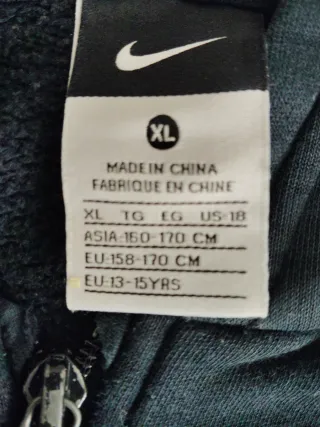 XL
MADE IN CHINA
FABRIQUE EN CHINE
XL TG EG US-18
ASIA-160-170 CM
EU-158-170 CM
EU-13-15YRS